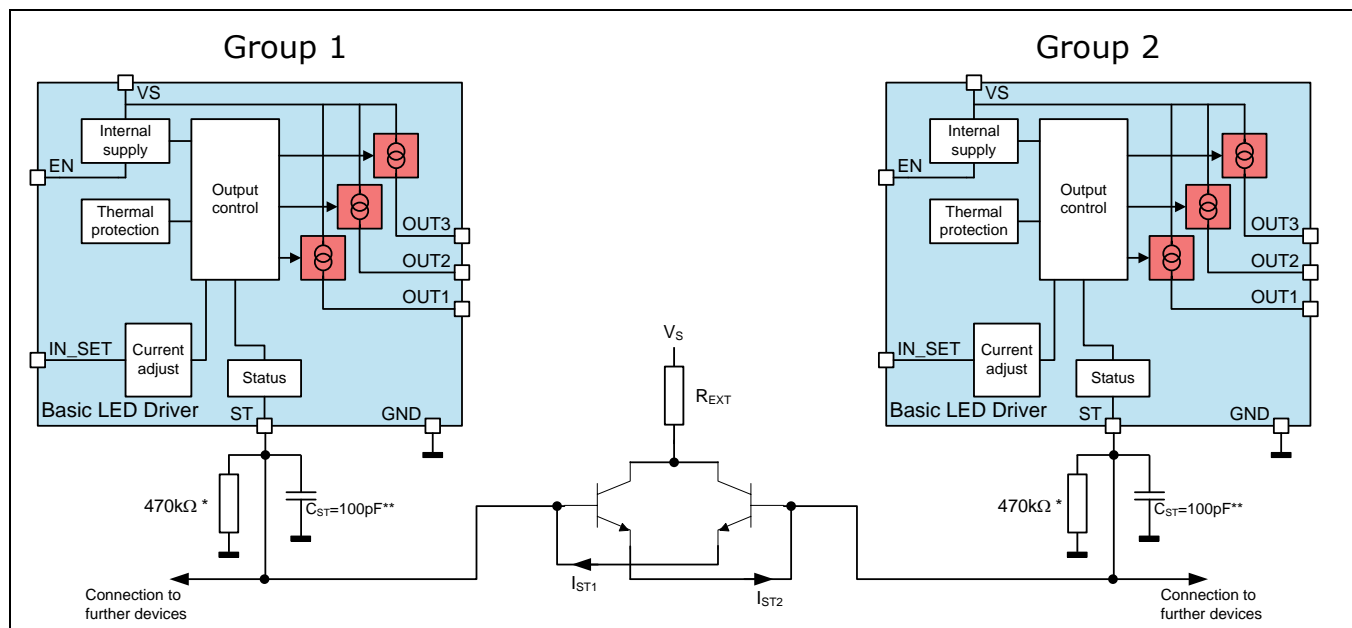 Group 1
VS
Internal
supply
EN
Output
control
Thermal
protection
OUT3
OUT2
OUT1
IN_SET
Current
adjust
Status
Basic LED Driver
ST
GND
470kΩ *
CST=100pF**
Connection to
further devices
VS
REXT
IST1
IST2
Group 2
VS
Internal
supply
EN
Output
control
Thermal
protection
OUT3
OUT2
OUT1
IN_SET
Current
adjust
Status
Basic LED Driver
ST
GND
470kΩ *
CST=100pF**
Connection to
further devices